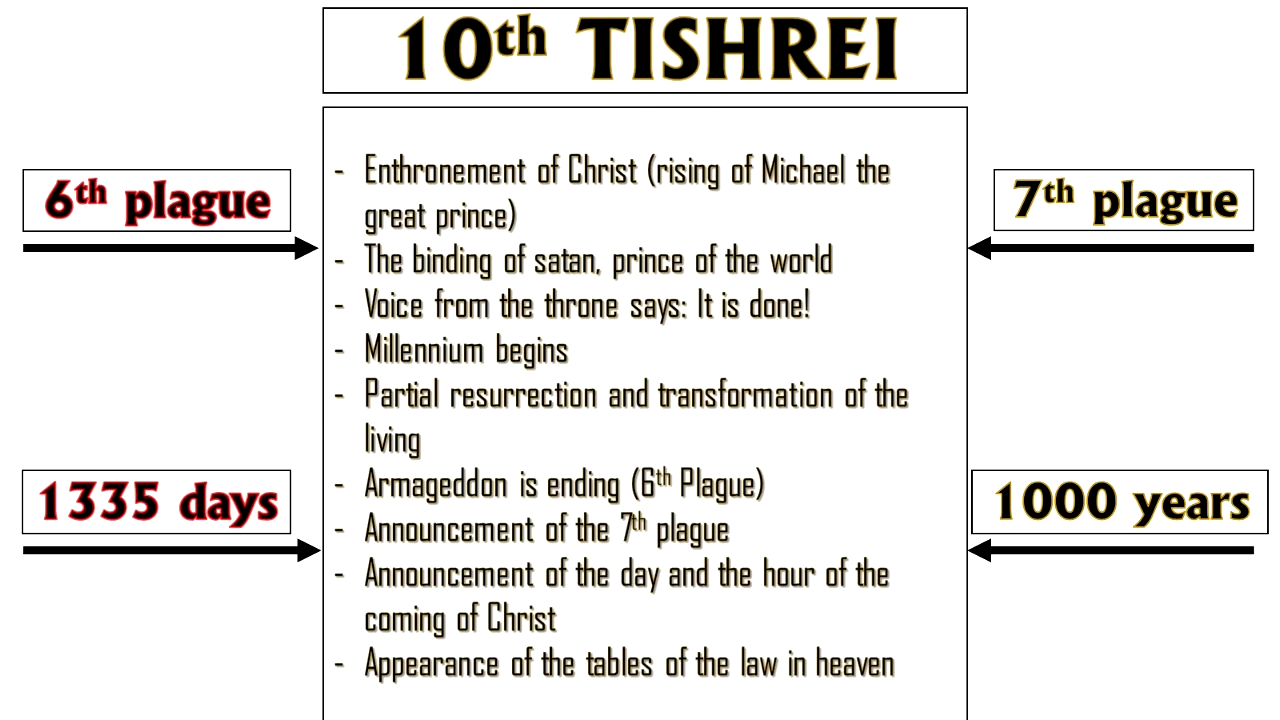 10th TISHREI
6th plague
1335 days
- Enthronement of Christ (rising of Michael the
great prince)
- The binding of satan, prince of the world
- Voice from the throne says: It is done!
- Millennium begins
- Partial resurrection and transformation of the
living
- Armageddon is ending (6th Plague)
- Announcement of the 7th plague
- Announcement of the day and the hour of the
coming of Christ
- Appearance of the tables of the law in heaven
7th plague
1000 years